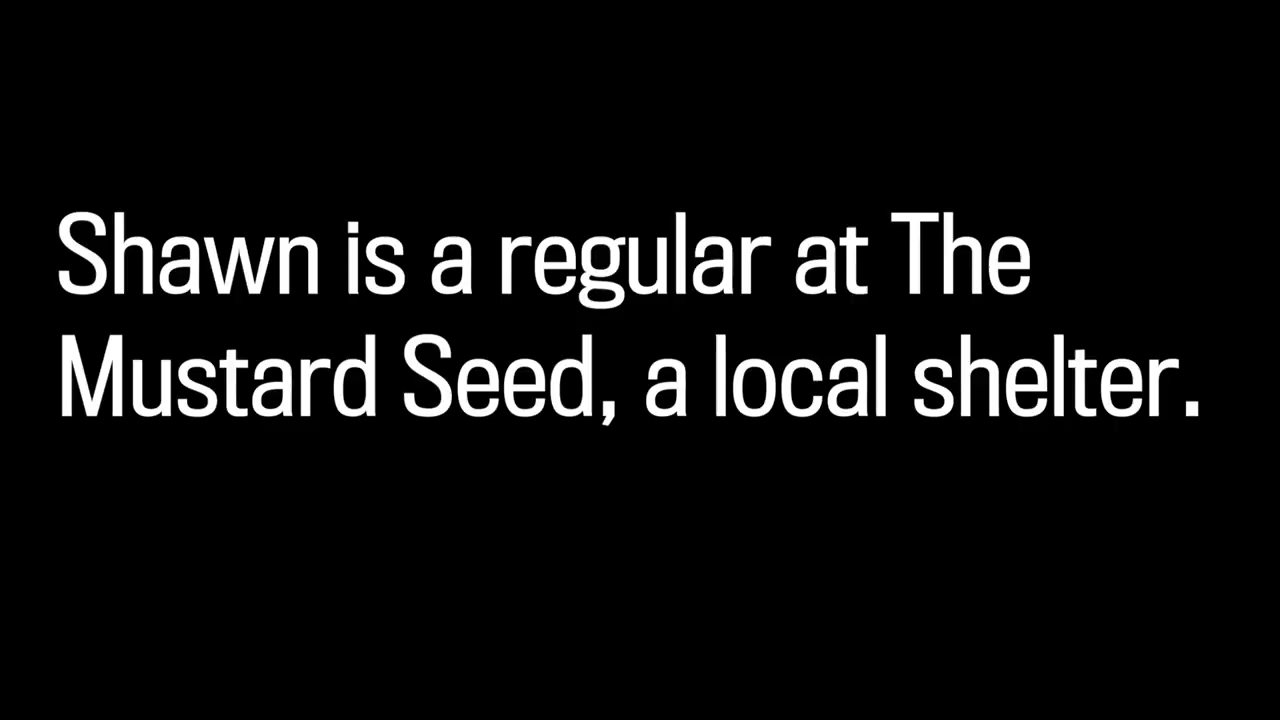 Shawn is a regular at The
Mustard Seed, a local shelter.